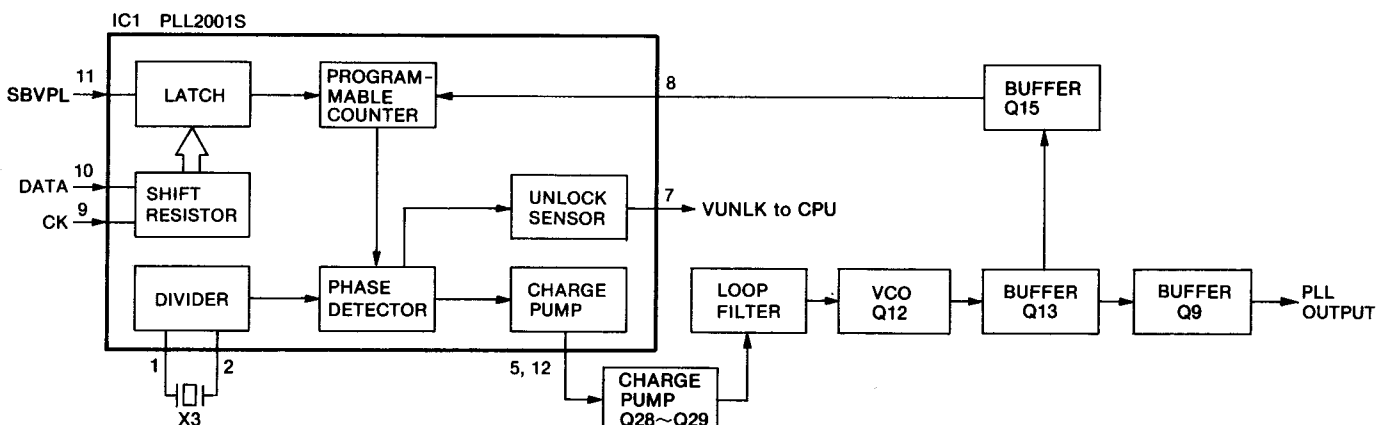 IC1 PLL2001S
SBVPL
11
LATCH
PROGRAM-
MABLE
COUNTER
8
BUFFER
Q15
DATA
10
CK
9
SHIFT
RESISTOR
UNLOCK
SENSOR
7
VUNLK to CPU
DIVIDER
PHASE
DETECTOR
CHARGE
PUMP
LOOP
FILTER
VCO
Q12
BUFFER
Q13
BUFFER
Q9
PLL
OUTPUT
1
2
X3
5, 12
CHARGE
PUMP
Q28~Q29